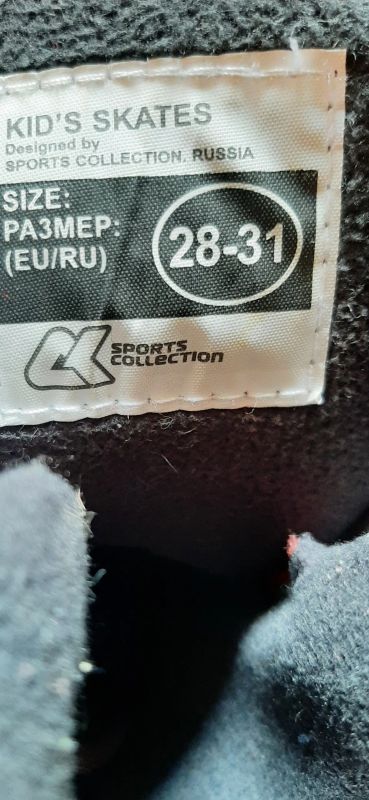 KID'S SKATES
Designed by
SPORTS COLLECTION. RUSSIA
SIZE:
РАЗМЕР:
(EU/RU)
28-31
SPORTS
COLLECTION